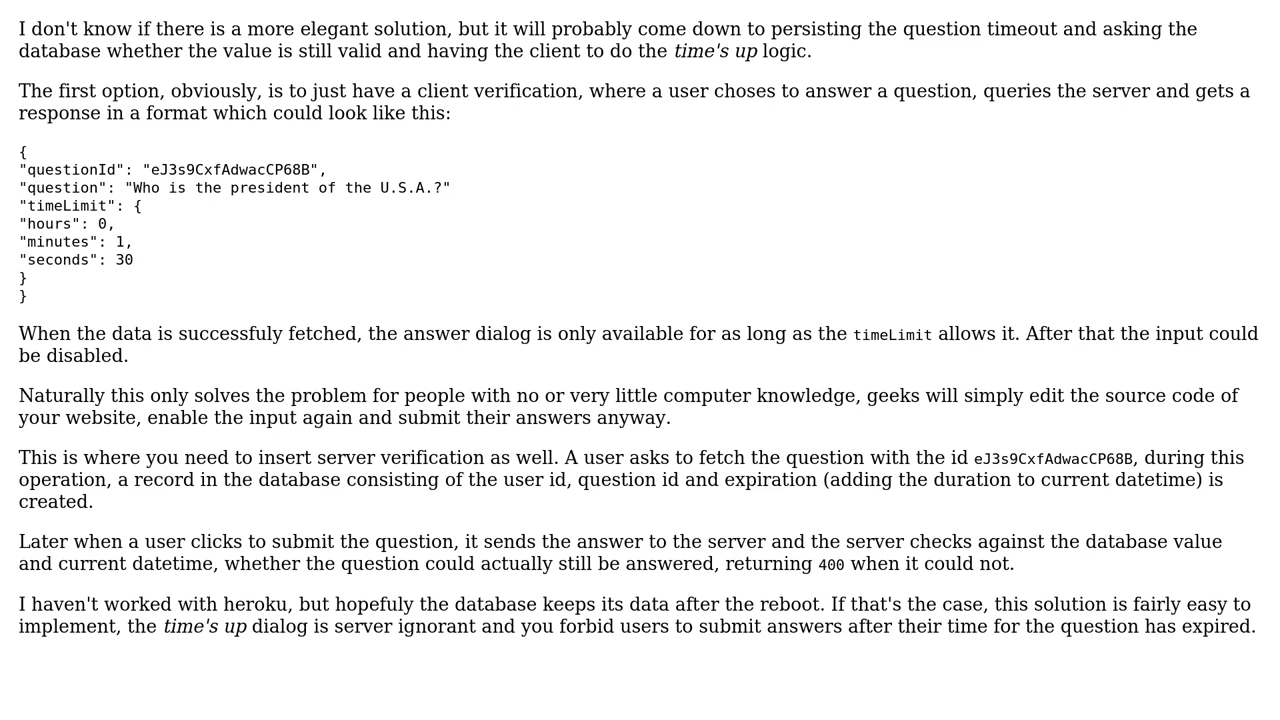 I don't know if there is a more elegant solution, but it will probably come down to persisting the question timeout and asking the
database whether the value is still valid and having the client to do the time's up logic.
The first option, obviously, is to just have a client verification, where a user choses to answer a question, queries the server and gets a
response in a format which could look like this:
{
"questionId": "eJ3s9CxfAdwacCP68B",
"question": "Who is the president of the U.S.A.?"
"timeLimit": {
"hours": 0,
"minutes": 1,
"seconds": 30
}
}
When the data is successfuly fetched, the answer dialog is only available for as long as the timeLimit allows it. After that the input could
be disabled.
Naturally this only solves the problem for people with no or very little computer knowledge, geeks will simply edit the source code of
your website, enable the input again and submit their answers anyway.
This is where you need to insert server verification as well. A user asks to fetch the question with the id eJ3s9CxfAdwacCP68B, during this
operation, a record in the database consisting of the user id, question id and expiration (adding the duration to current datetime) is
created.
Later when a user clicks to submit the question, it sends the answer to the server and the server checks against the database value
and current datetime, whether the question could actually still be answered, returning 400 when it could not.
I haven't worked with heroku, but hopefuly the database keeps its data after the reboot. If that's the case, this solution is fairly easy to
implement, the time's up dialog is server ignorant and you forbid users to submit answers after their time for the question has expired.